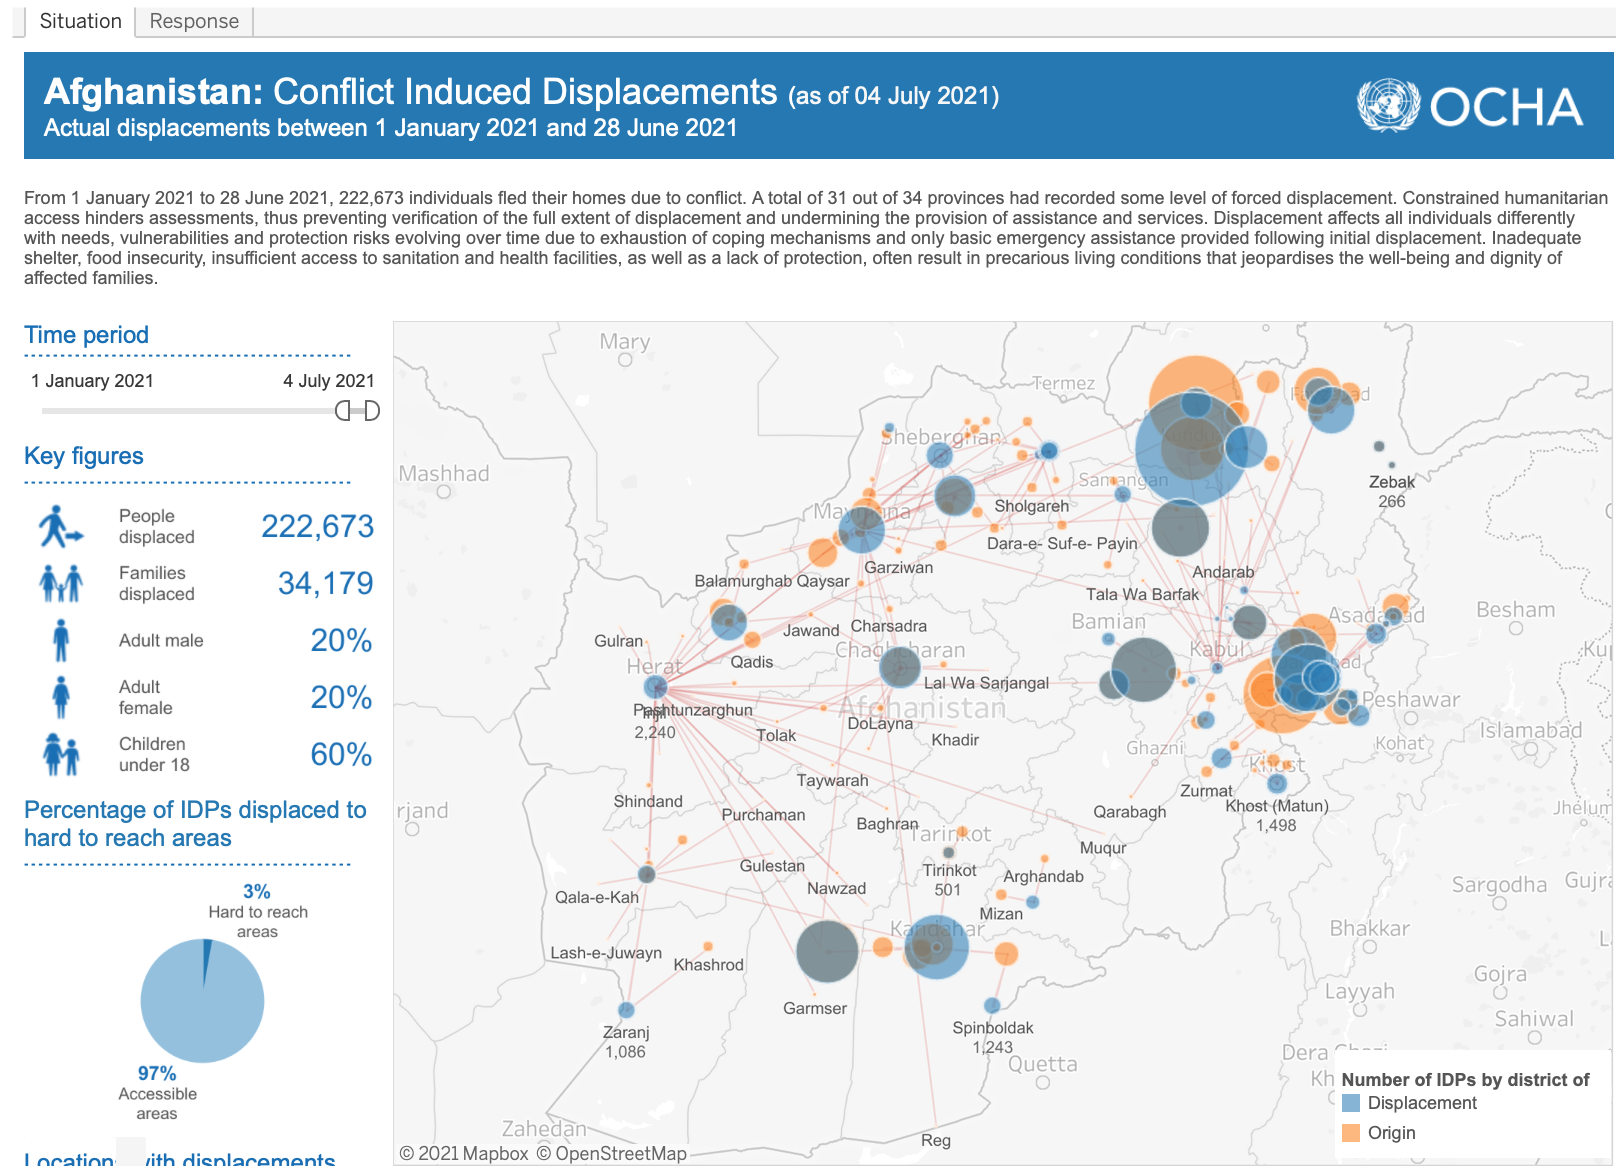 Situation
Response
Afghanistan: Conflict Induced Displacements (as of 04 July 2021)
Actual displacements between 1 January 2021 and 28 June 2021
OCHA
From 1 January 2021 to 28 June 2021, 222,673 individuals fled their homes due to conflict. A total of 31 out of 34 provinces had recorded some level of forced displacement. Constrained humanitarian
access hinders assessments, thus preventing verification of the full extent of displacement and undermining the provision of assistance and services. Displacement affects all individuals differently
with needs, vulnerabilities and protection risks evolving over time due to exhaustion of coping mechanisms and only basic emergency assistance provided following initial displacement. Inadequate
shelter, food insecurity, insufficient access to sanitation and health facilities, as well as a lack of protection, often result in precarious living conditions that jeopardises the well-being and dignity of
affected families.
Time period
1 January 2021
4 July 2021
Key figures
People
displaced
222,673
Families
displaced
34,179
Adult male
20%
Adult
female
20%
Children
under 18
60%
Percentage of IDPs displaced to
hard to reach areas
3%
Hard to reach
areas
97%
Accessible
areas
displacements
Mary
Termez
Mashhad
Sheberghan
Samangan
Zebak
266
Sholgareh
Dara-e- Suf-e- Payin
Garziwan
Andarab
Balamurghab
Qaysar
Tala Wa Barfak
Besham
Bamian
Jawand
Charsadra
Gulran
Chaghcharan
Kabul
Herat
Qadis
Lal Wa Sarjangal
Pashtunzarghun
2,240
Afghanistan
Peshawar
DoLayna
Islamabad
Tolak
Khadir
Ghazni
Kohat
Khost
Taywarah
Zurmat
Shindand
Qarabagh
Khost (Matun)
1,498
Jhelum
rjand
Purchaman
Baghran
Tarinkot
Muqur
Gulestan
Tirinkot
501
Arghandab
Sargodha
Gujra
Nawzad
Qala-e-Kah
Mizan
Kandahar
Bhakkar
Lash-e-Juwayn
Khashrod
Gojra
Layyah
Garmser
Sahiwal
Zaranj
1,086
Spinboldak
1,243
Quetta
Dera Ghazi
Kh
Zahedan
Reg
Number of IDPs by district of
Displacement
Origin
© 2021 Mapbox © OpenStreetMap